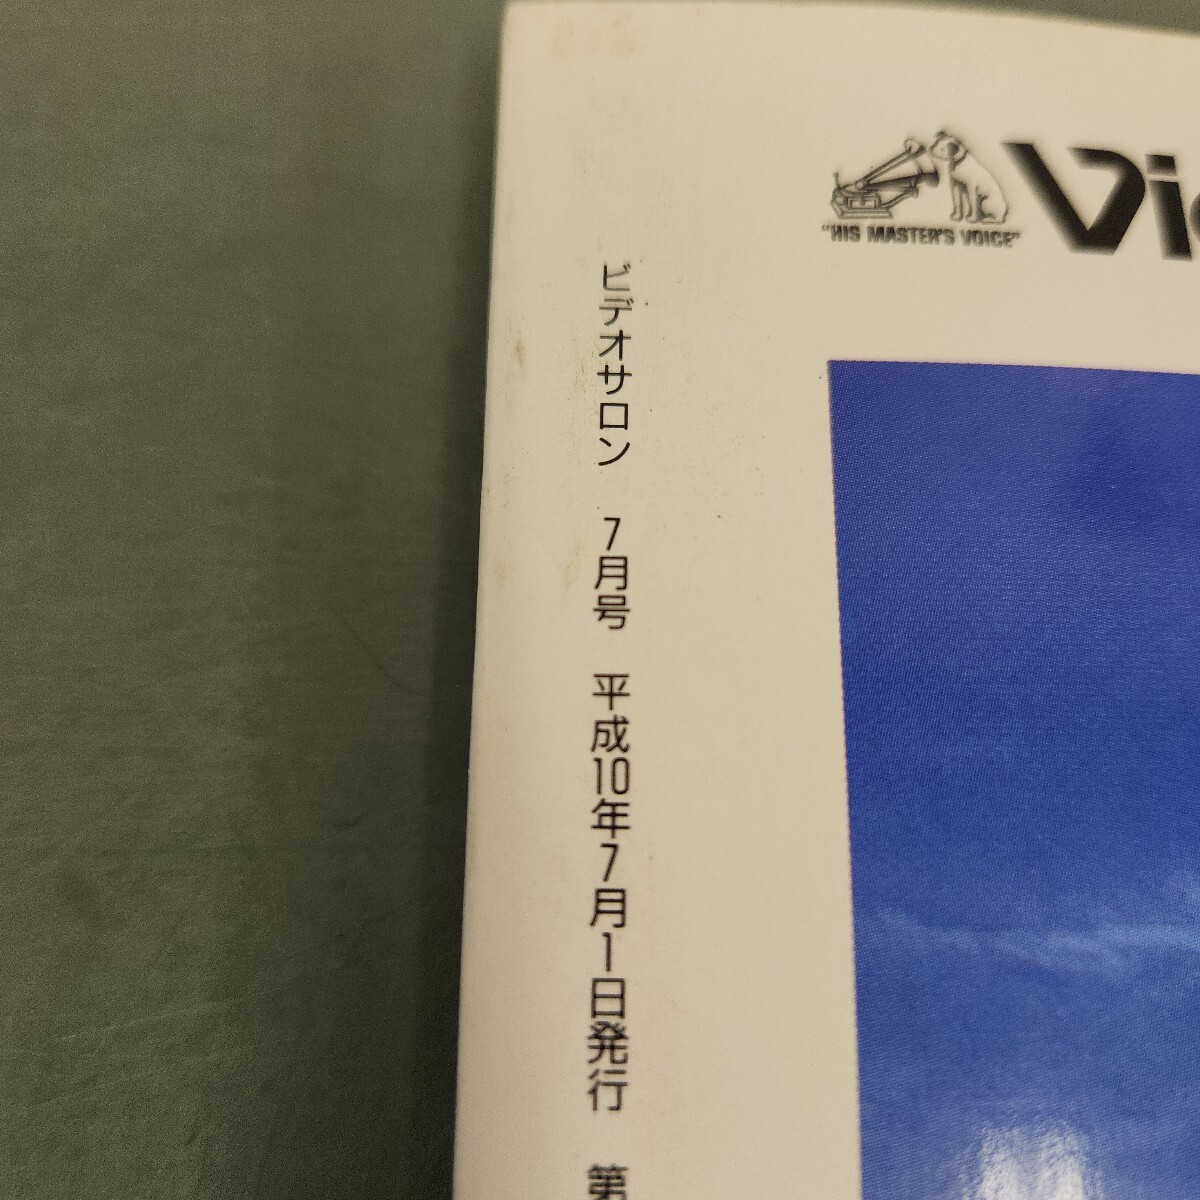 "HIS MASTER'S VOICE"
Vi
ビデオサロン 7月号 平成10年7月1日発行 第